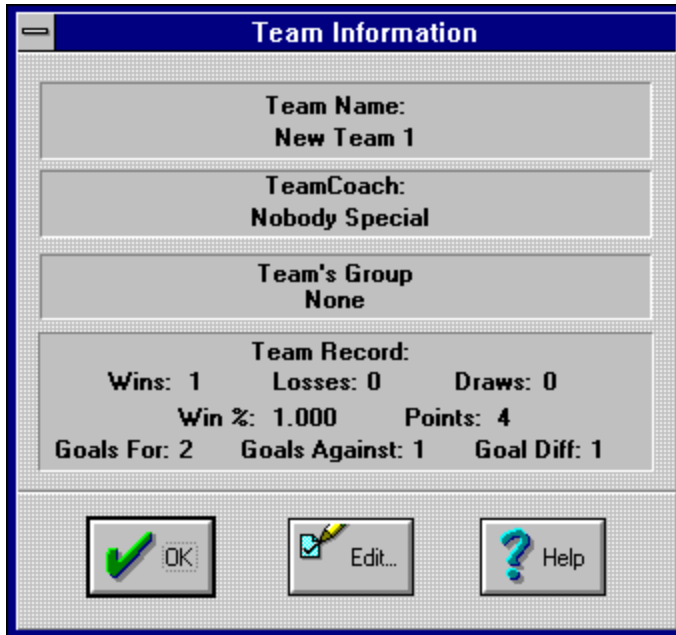 Team Information
Team Name:
New Team 1
TeamCoach:
Nobody Special
Team's Group
None
Team Record:
Wins: 1 Losses: 0 Draws: 0
Win %: 1.000 Points: 4
Goals For: 2 Goals Against: 1 Goal Diff: 1
OK Edit... Help